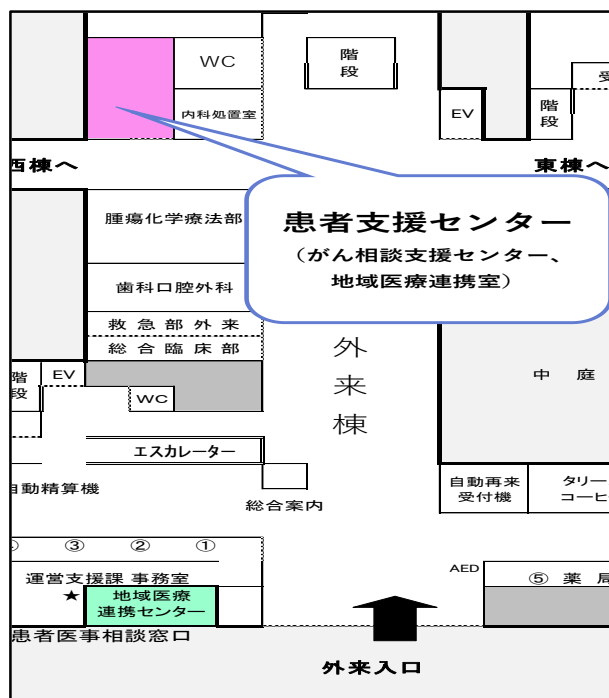 WC
階段
受
内科処置室
EV
階段
西棟へ
東棟へ
患者支援センター
(がん相談支援センター、
地域医療連携室)
腫瘍化学療法部
歯科口腔外科
救急部外来
総合臨床部
外来棟
中庭
階段
EV
WC
エスカレーター
自動精算機
総合案内
自動再来
受付機
タリー
コーヒ
③ ② ①
AED
運営支援課 事務室
⑤ 薬局
★
地域医療
連携センター
患者医事相談窓口
外来入口